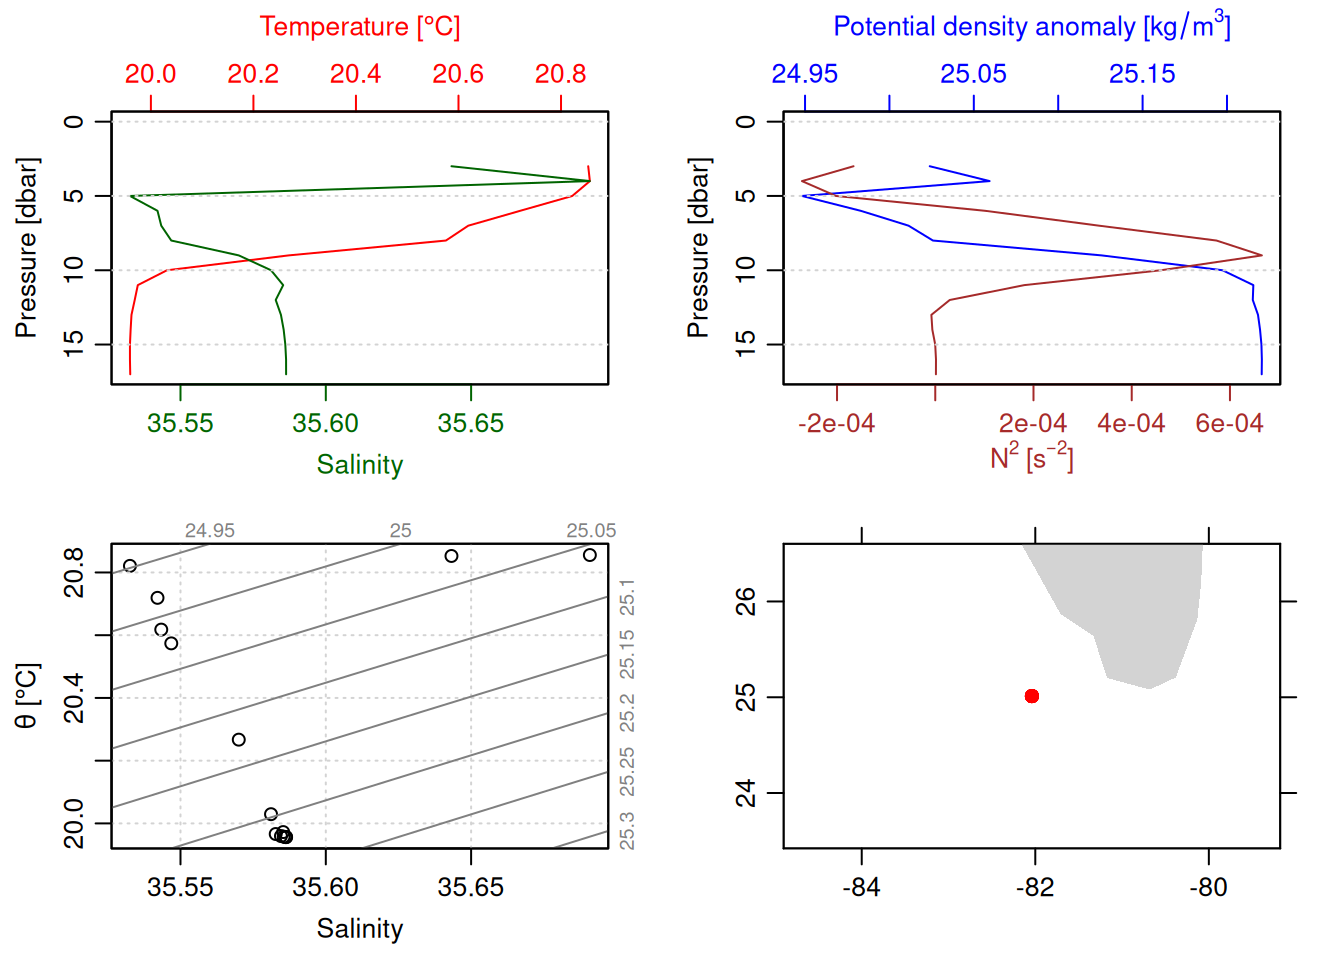 Temperature [°C]
20.0 20.2 20.4 20.6 20.8
0
5
10
15
Pressure [dbar]
35.55 35.60 35.65
Salinity
Potential density anomaly [kg/m³]
24.95 25.05 25.15
0
5
10
15
Pressure [dbar]
-2e-04 2e-04 4e-04 6e-04
N² [s⁻²]
24.95 25 25.05
25.1
25.15
25.2
25.25
25.3
20.8
20.4
20.0
θ [°C]
35.55 35.60 35.65
Salinity
26
25
24
-84 -82 -80